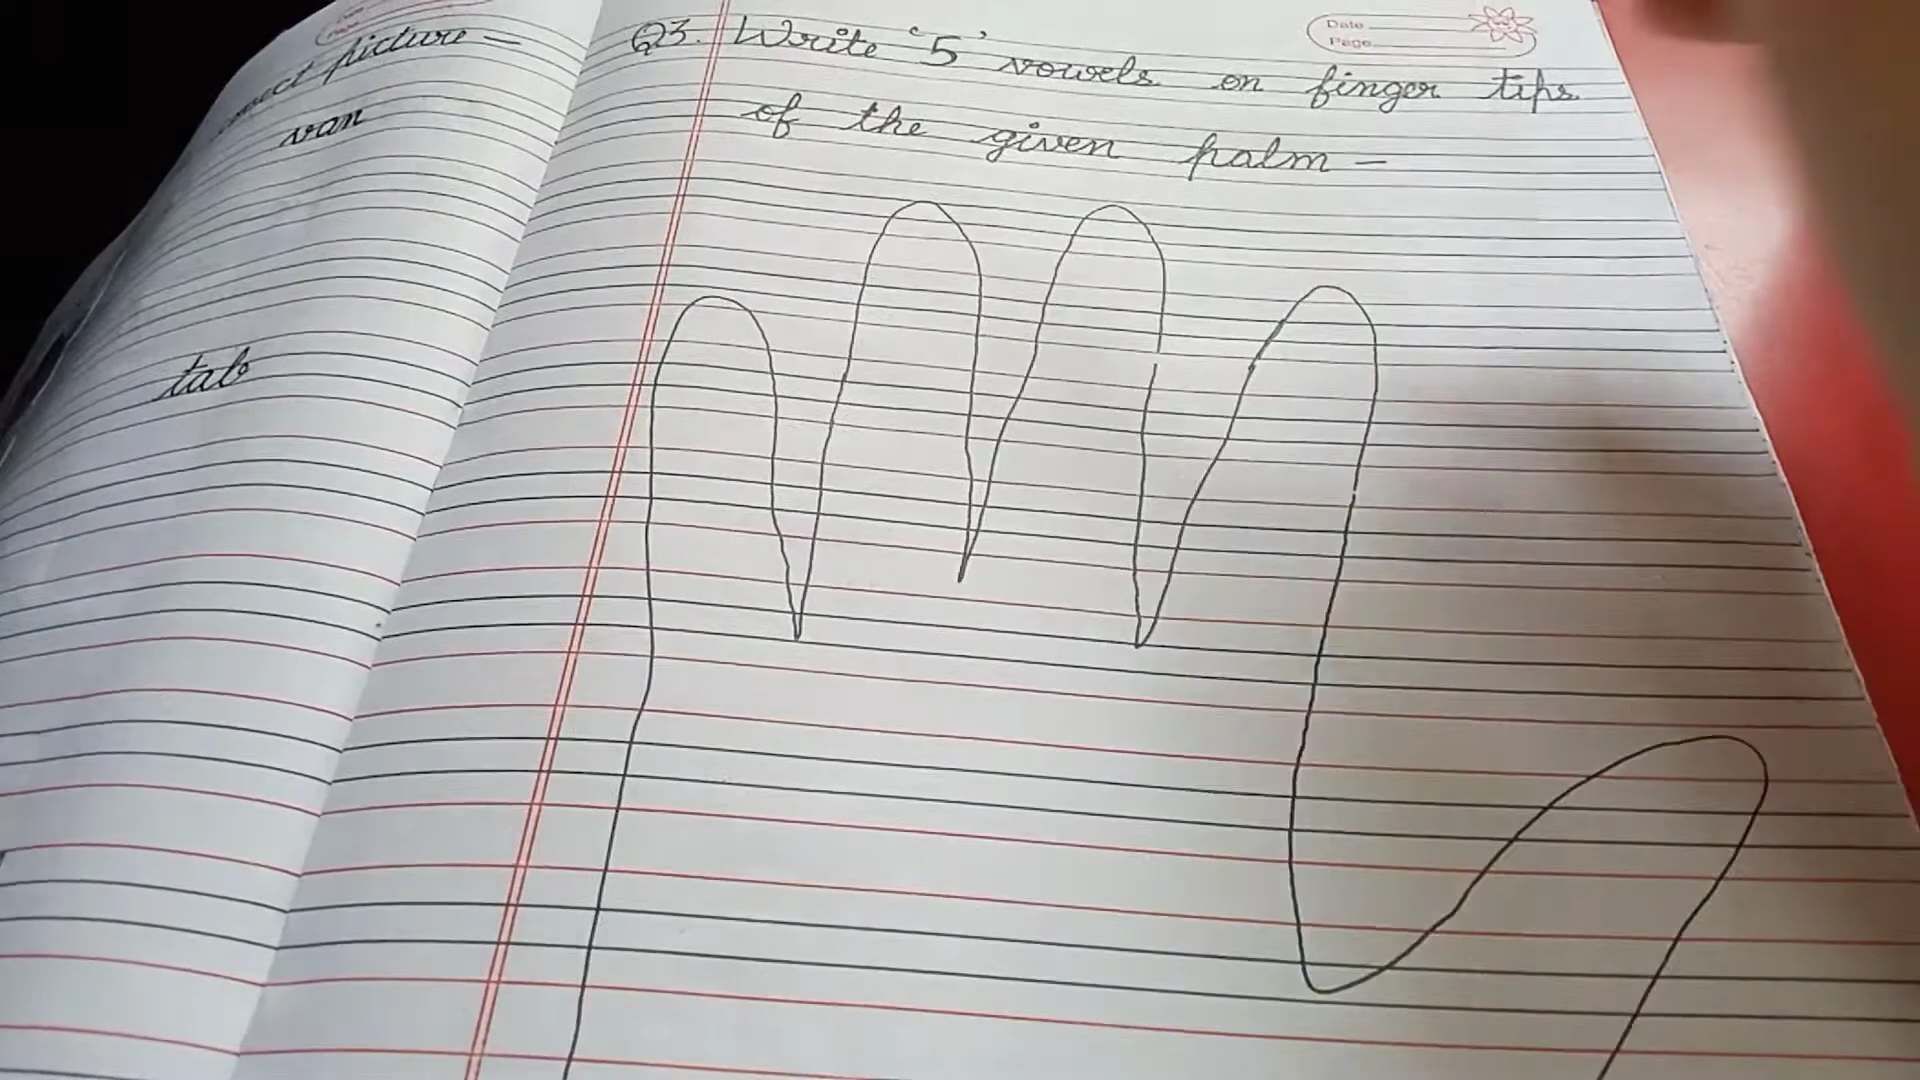 picture —
van
tab
Date
Page
Q3. Write '5' vowels on finger tips
of the given palm —